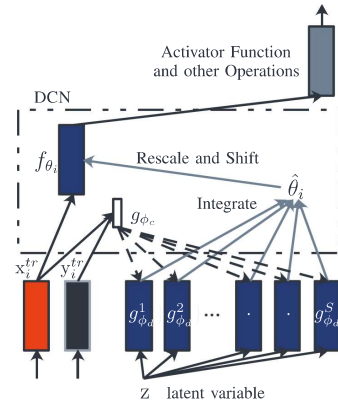 Activator Function
and other Operations
DCN
f_{θ_i}
Rescale and Shift
\hat{θ}_i
Integrate
g_{φ_c}
x_i^{tr} y_i^{tr}
g^1_{φ_d} g^2_{φ_d} ... · · g^S_{φ_d}
Z latent variable